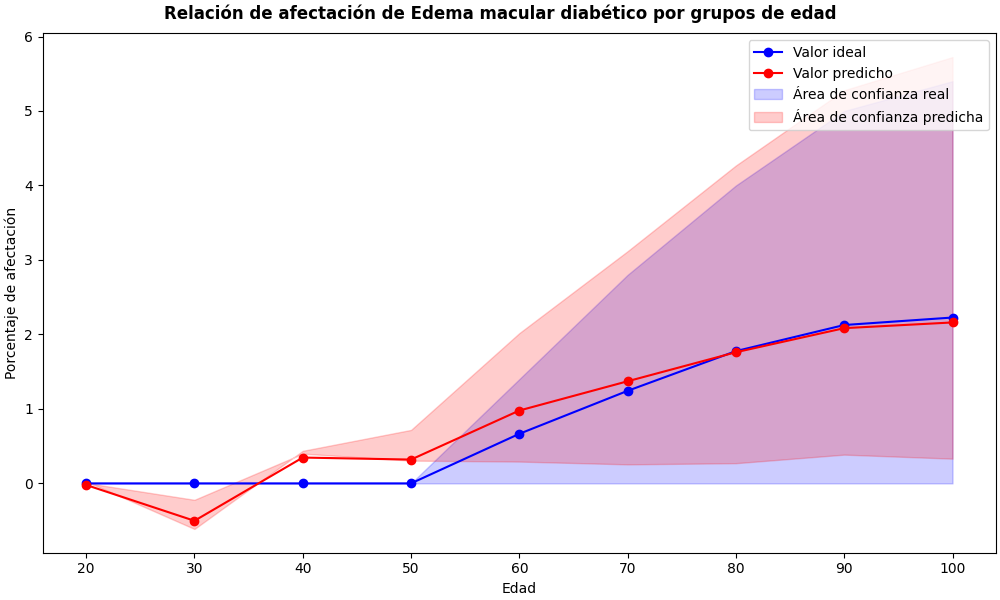 Relación de afectación de Edema macular diabético por grupos de edad
Valor ideal
Valor predicho
Área de confianza real
Área de confianza predicha
Porcentaje de afectación
6
5
4
3
2
1
0
20 30 40 50 60 70 80 90 100
Edad